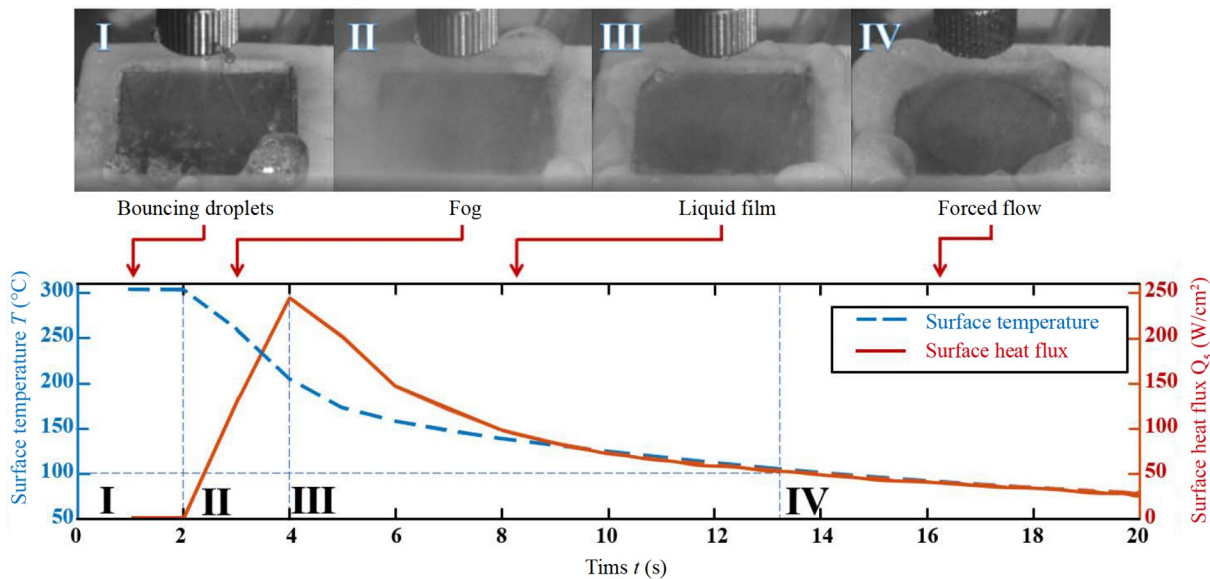 I II III IV
Bouncing droplets Fog Liquid film Forced flow
Surface temperature T (°C)
300
250
200
150
100
50
Surface temperature
Surface heat flux
I II III IV
250
200
150
100
50
0
Surface heat flux Qs (W/cm²)
0 2 4 6 8 10 12 14 16 18 20
Tims t (s)